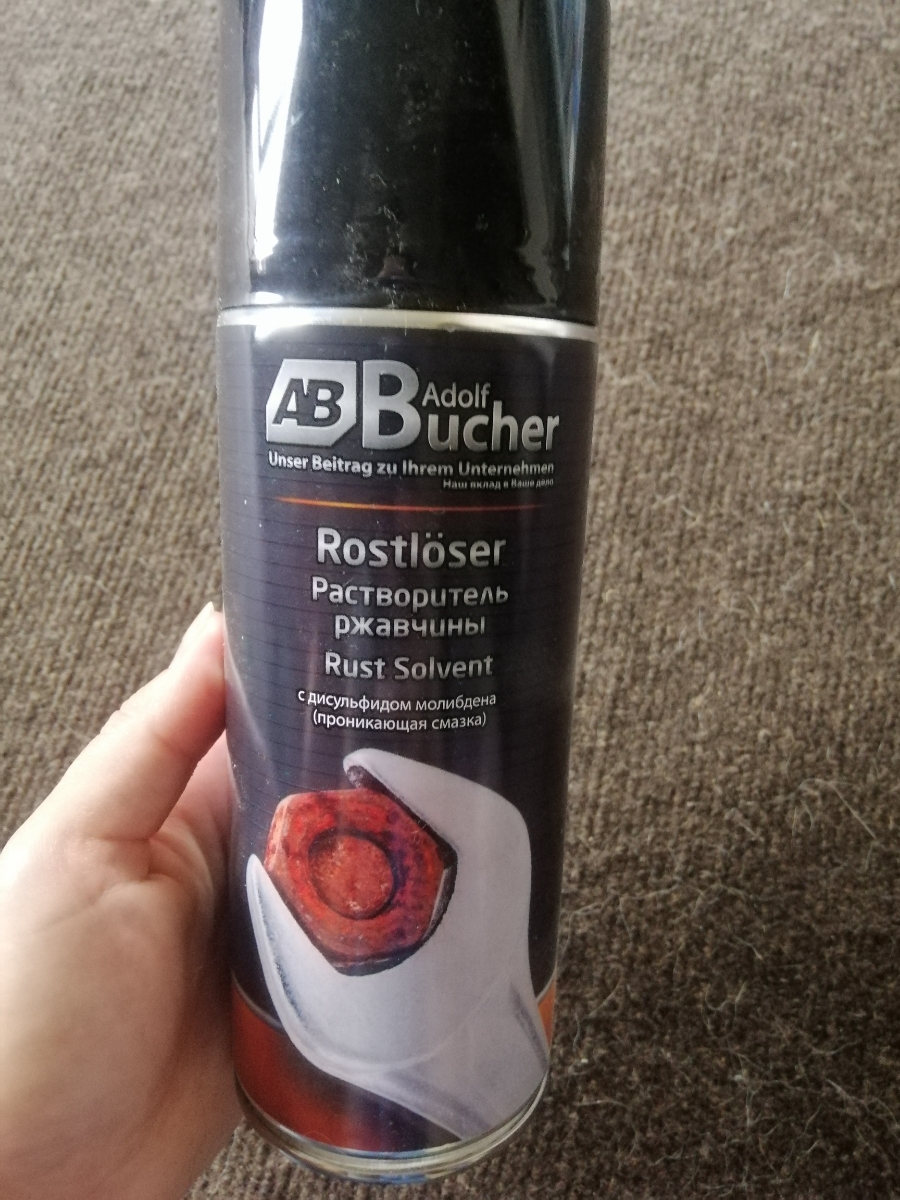 AB Adolf
Bucher
Unser Beitrag zu Ihrem Unternehmen
Наш вклад в Ваше дело
Rostlöser
Растворитель
ржавчины
Rust Solvent
с дисульфидом молибдена
(проникающая смазка)